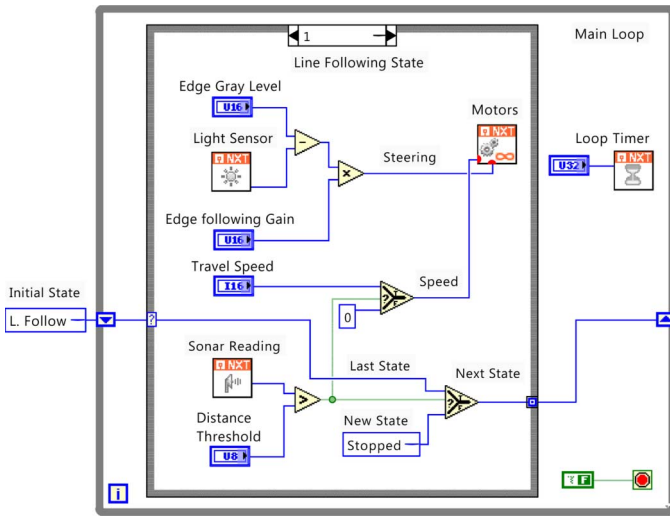 1
Main Loop
Line Following State
Edge Gray Level
U16
Motors
NXT
Light Sensor
NXT
Steering
Loop Timer
U32
NXT
Edge following Gain
U16
Travel Speed
I16
Speed
T
?
F
0
Initial State
L. Follow
?
Sonar Reading
NXT
Last State
Next State
?
T
F
Distance
Threshold
U8
New State
Stopped
i
F